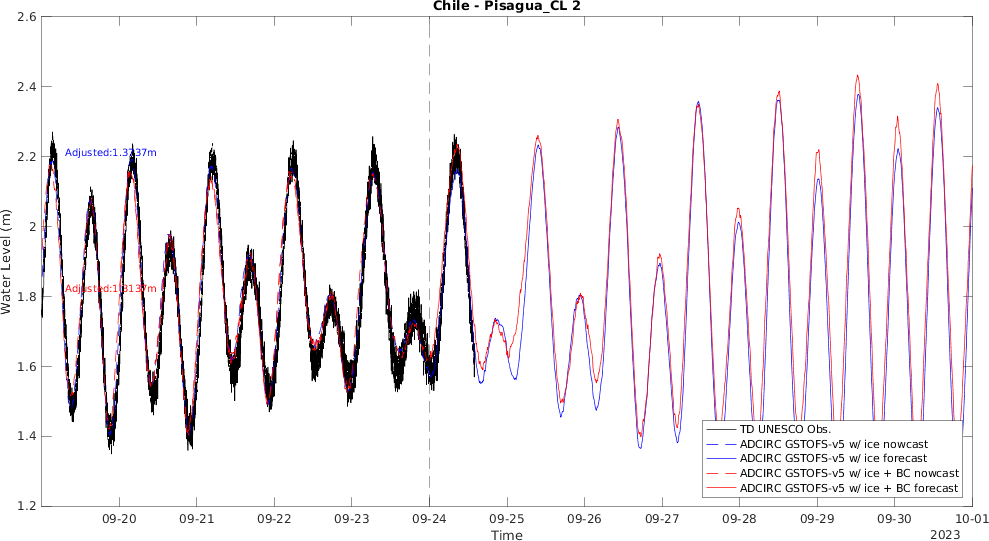 Chile - Pisagua_CL 2
2.6
2.4
2.2
2
1.8
1.6
1.4
1.2
Water Level (m)
Adjusted:1.3737m
Adjusted:1.3137m
TD UNESCO Obs.
ADCIRC GSTOFS-v5 w/ ice nowcast
ADCIRC GSTOFS-v5 w/ ice forecast
ADCIRC GSTOFS-v5 w/ ice + BC nowcast
ADCIRC GSTOFS-v5 w/ ice + BC forecast
09-20 09-21 09-22 09-23 09-24 09-25 09-26 09-27 09-28 09-29 09-30 10-01
Time
2023